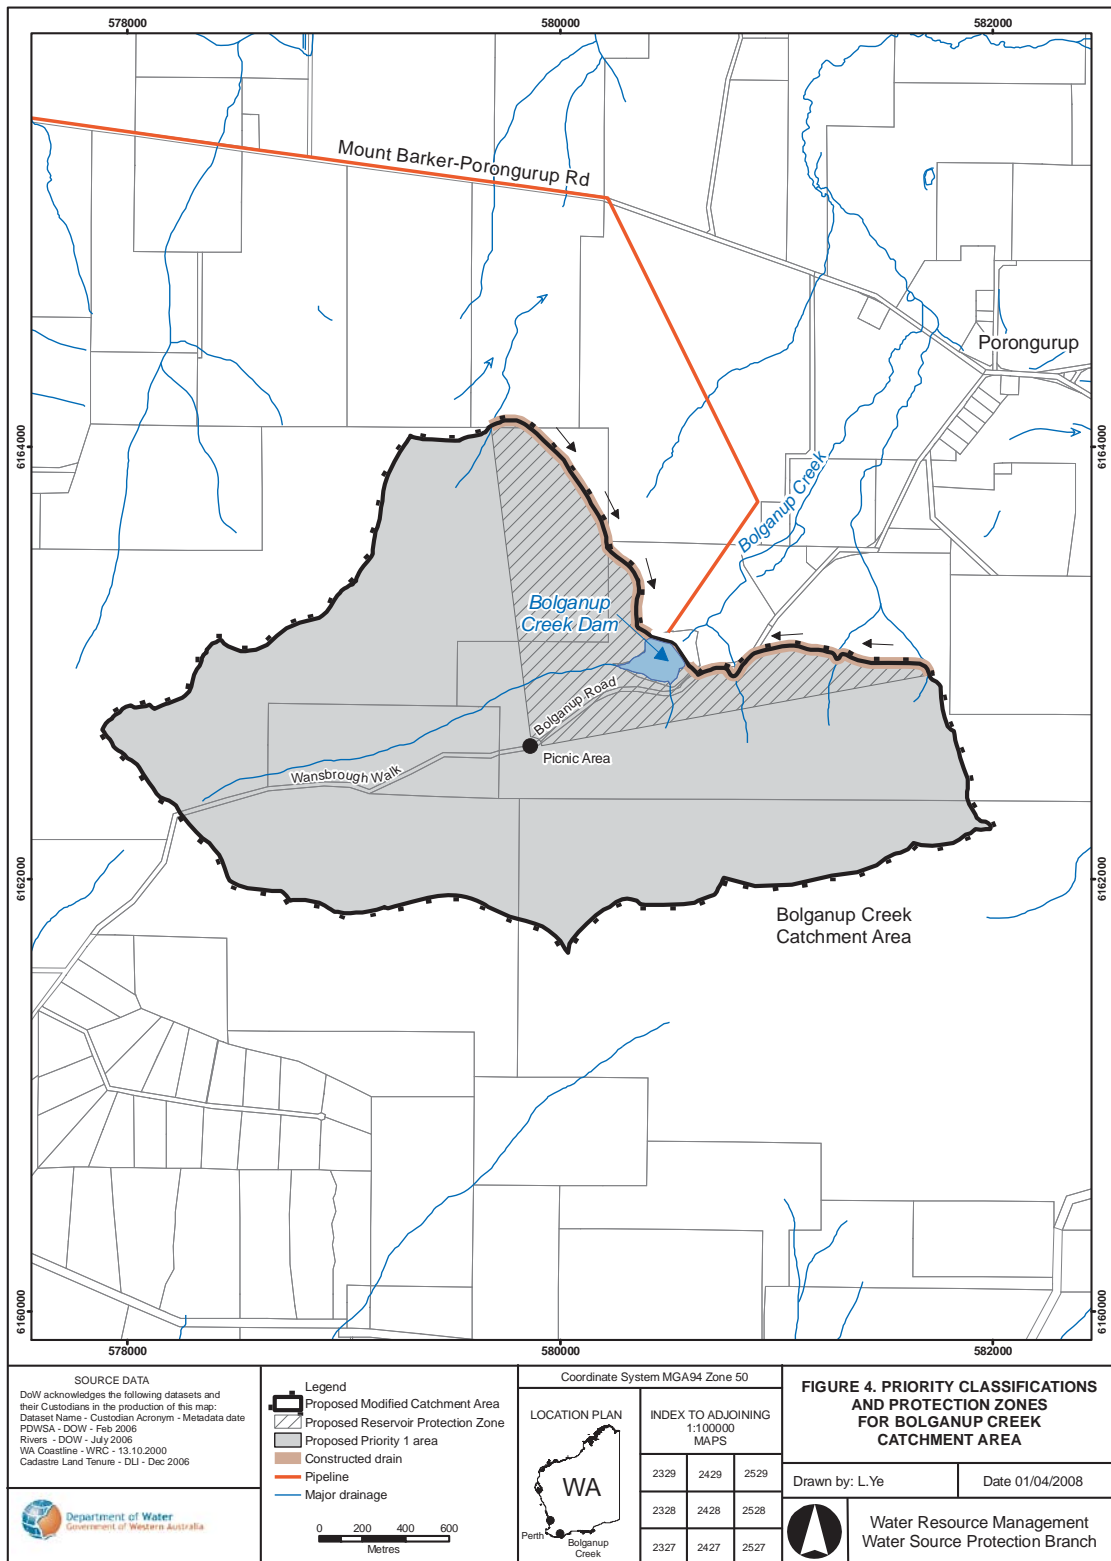 578000
580000
582000
Mount Barker-Porongurup Rd
Porongurup
6164000
6164000
Bolganup Creek
Bolganup
Creek Dam
Bolganup Road
Picnic Area
Wansbrough Walk
6162000
6162000
Bolganup Creek
Catchment Area
6160000
6160000
578000
580000
582000
SOURCE DATA
DoW acknowledges the following datasets and
their Custodians in the production of this map:
Dataset Name - Custodian Acronym - Metadata date
PDWSA - DOW - Feb 2006
Rivers - DOW - July 2006
WA Coastline - WRC - 13.10.2000
Cadastre Land Tenure - DLI - Dec 2006
Department of Water
Government of Western Australia
Legend
Proposed Modified Catchment Area
Proposed Reservoir Protection Zone
Proposed Priority 1 area
Constructed drain
Pipeline
Major drainage
0 200 400 600
Metres
Coordinate System MGA94 Zone 50
LOCATION PLAN
WA
Perth
Bolganup
Creek
INDEX TO ADJOINING
1:100000
MAPS
2329 2429 2529
2328 2428 2528
2327 2427 2527
FIGURE 4. PRIORITY CLASSIFICATIONS
AND PROTECTION ZONES
FOR BOLGANUP CREEK
CATCHMENT AREA
Drawn by: L.Ye
Date 01/04/2008
Water Resource Management
Water Source Protection Branch